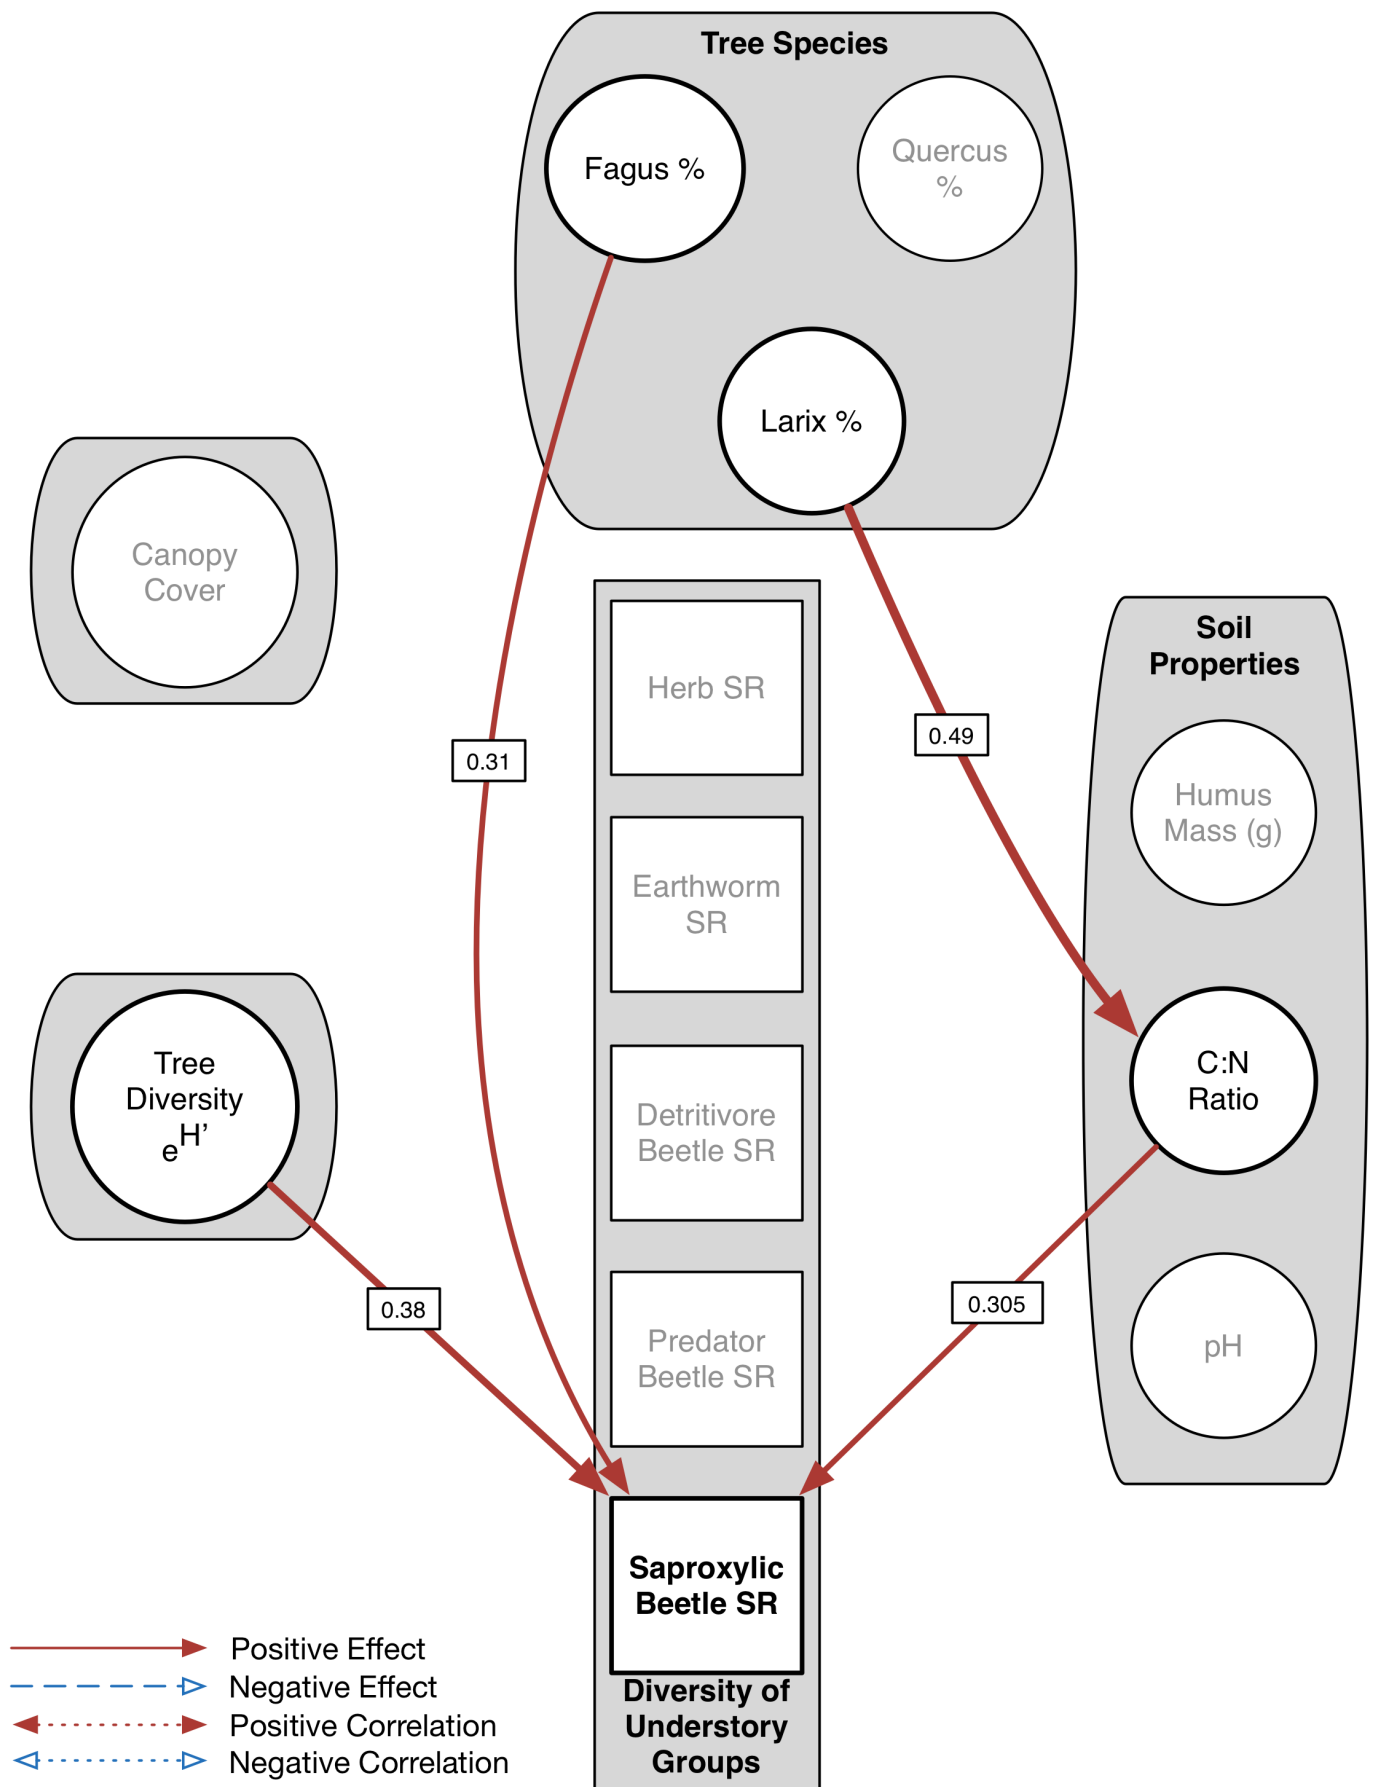 Tree Species
Fagus %
Quercus
%
Larix %
Canopy
Cover
Soil
Properties
Herb SR
0.49
0.31
Humus
Mass (g)
Earthworm
SR
Tree
Diversity
e^H’
C:N
Ratio
Detritivore
Beetle SR
0.38
0.305
Predator
Beetle SR
pH
Saproxylic
Beetle SR
Diversity of
Understory
Groups
Positive Effect
Negative Effect
Positive Correlation
Negative Correlation